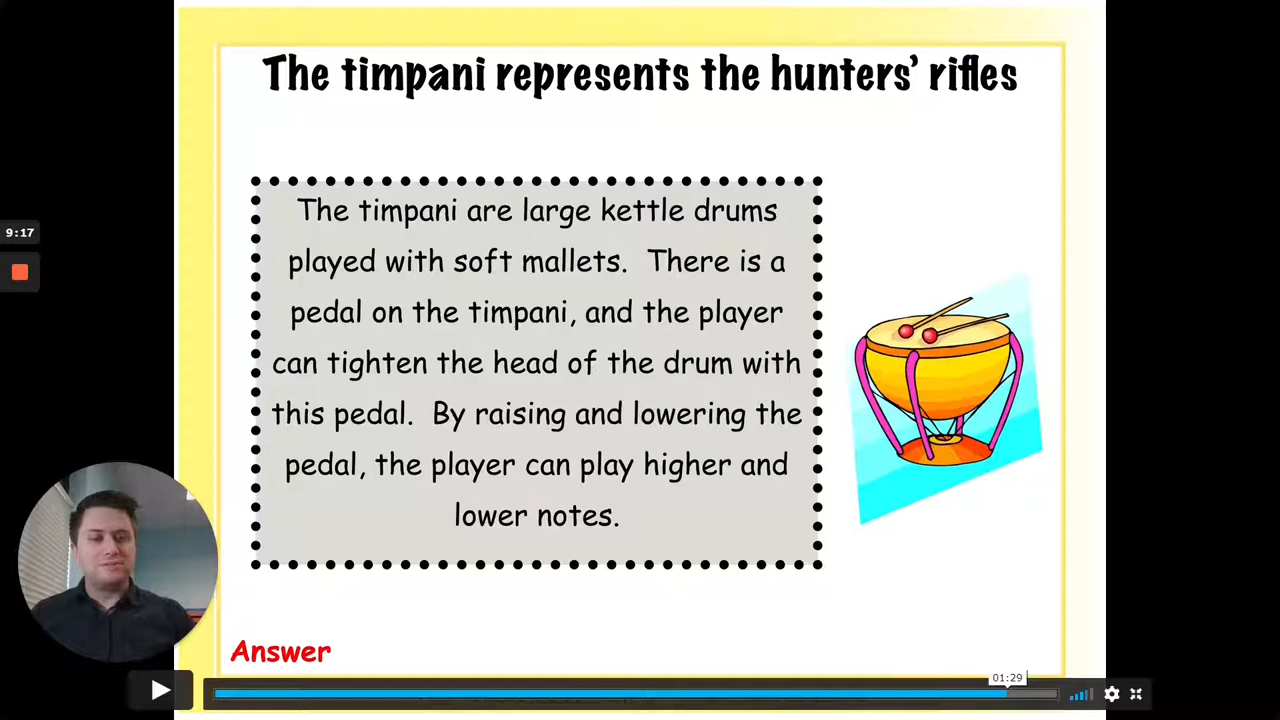 The timpani represents the hunters' rifles
The timpani are large kettle drums
played with soft mallets.  There is a
pedal on the timpani, and the player
can tighten the head of the drum with
this pedal.  By raising and lowering the
pedal, the player can play higher and
lower notes.
9:17
Answer
01:29